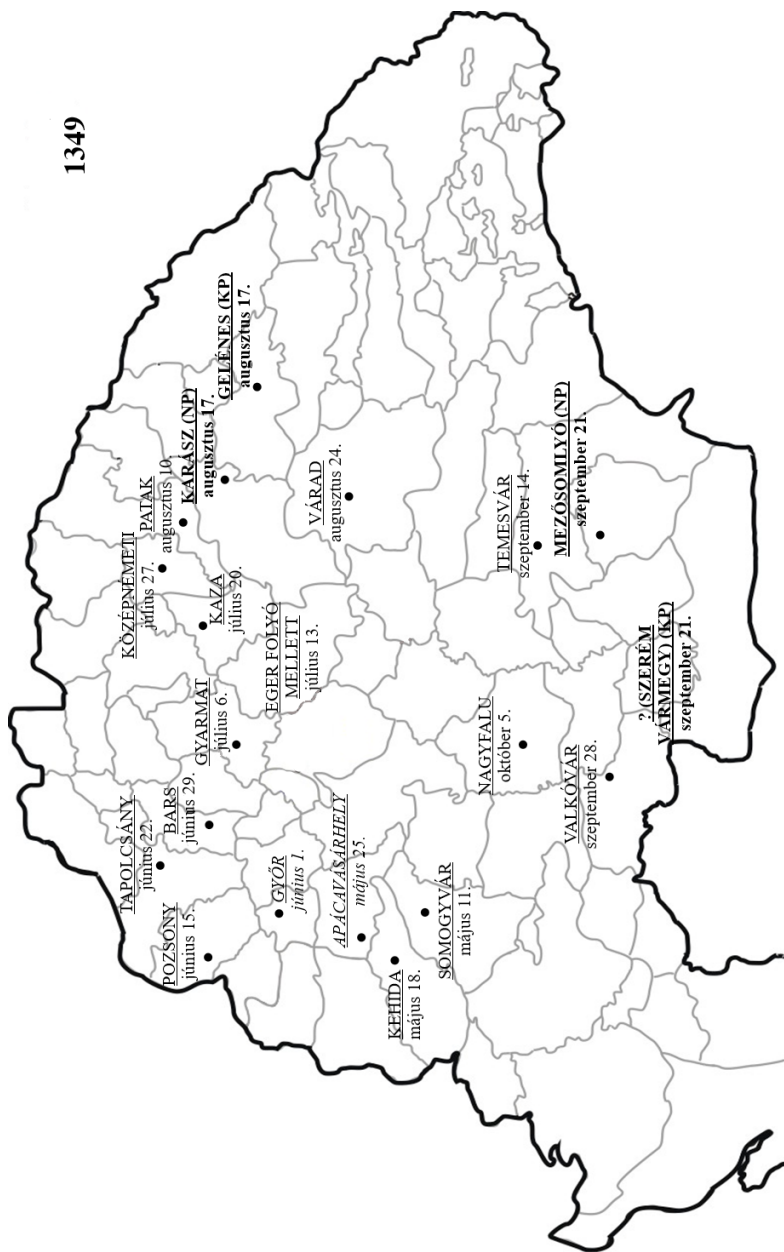 1349
TAPOLCSÁNY
június 22.
KÖZÉPNÉMETI
július 27.
PATAK
augusztus 10.
POZSONY
június 15.
BARS
június 29.
KARÁSZ (NP)
augusztus 17.
GYARMAT
július 6.
KAZA
július 20.
GELÉNES (KP)
augusztus 17.
EGER FOLYÓ
MELLETT
július 13.
GYŐR
június 1.
VÁRAD
augusztus 24.
APÁCAVÁSÁRHELY
május 25.
KEHIDA
május 18.
SOMOGYVÁR
május 11.
NAGYFALU
október 5.
TEMESVÁR
szeptember 14.
MEZŐSOMLYÓ (NP)
szeptember 21.
VALKÓVÁR
szeptember 28.
? (SZERÉM
VÁRMEGY) (KP)
szeptember 21.